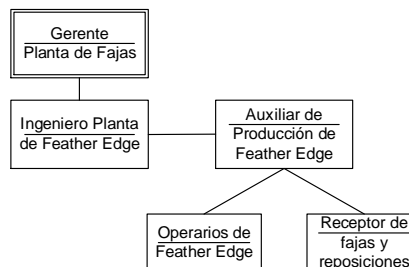 Gerente
Planta de Fajas
Ingeniero Planta
de Feather Edge
Auxiliar de
Producción de
Feather Edge
Operarios de
Feather Edge
Receptor de
fajas y
reposiciones